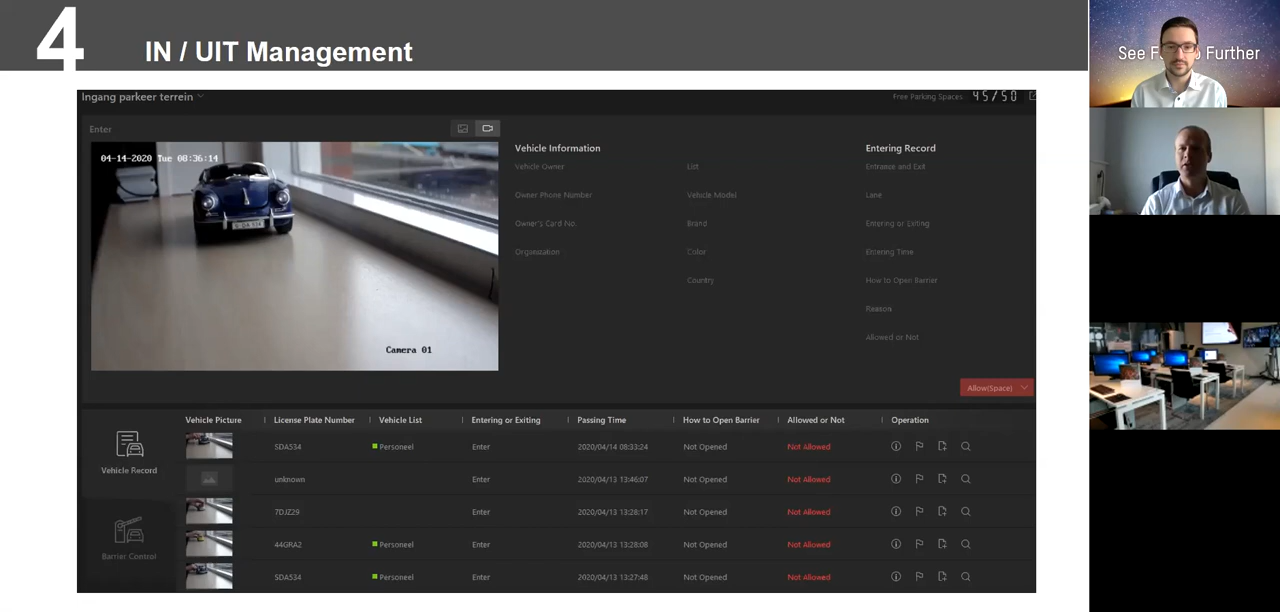 4
IN / UIT Management
See Further
Ingang parkeer terrein
Free Parking Spaces 45/50
Enter
04-14-2020 Tue 08:36:14
Camera 01
Vehicle Information
Vehicle Owner
List
Owner Phone Number
Vehicle Model
Owner's Card No.
Brand
Organization
Color
Country
Entering Record
Entrance and Exit
Lane
Entering or Exiting
Entering Time
How to Open Barrier
Reason
Allowed or Not
Allow(Space)
Vehicle Record
Barrier Control
Vehicle Picture License Plate Number Vehicle List Entering or Exiting Passing Time How to Open Barrier Allowed or Not Operation
SDA534 Personeel Enter 2020/04/14 08:33:24 Not Opened Not Allowed
unknown Enter 2020/04/13 13:46:07 Not Opened Not Allowed
7DJZ29 Enter 2020/04/13 13:28:17 Not Opened Not Allowed
44GRA2 Personeel Enter 2020/04/13 13:28:08 Not Opened Not Allowed
SDA534 Personeel Enter 2020/04/13 13:27:48 Not Opened Not Allowed